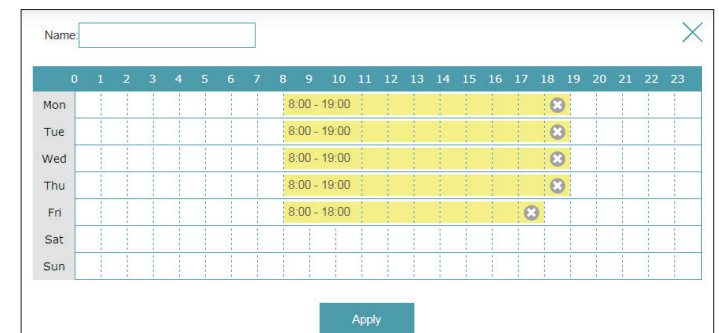 Name:
0 1 2 3 4 5 6 7 8 9 10 11 12 13 14 15 16 17 18 19 20 21 22 23
Mon 8:00 - 19:00
Tue 8:00 - 19:00
Wed 8:00 - 19:00
Thu 8:00 - 19:00
Fri 8:00 - 18:00
Sat
Sun
Apply